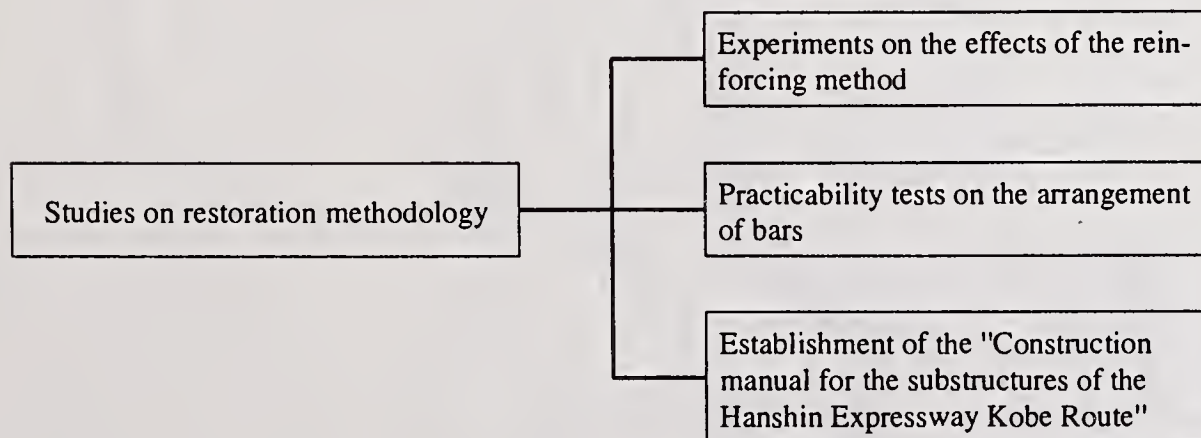 Experiments on the effects of the rein-
forcing method
Studies on restoration methodology
Practicability tests on the arrangement
of bars
Establishment of the "Construction
manual for the substructures of the
Hanshin Expressway Kobe Route"